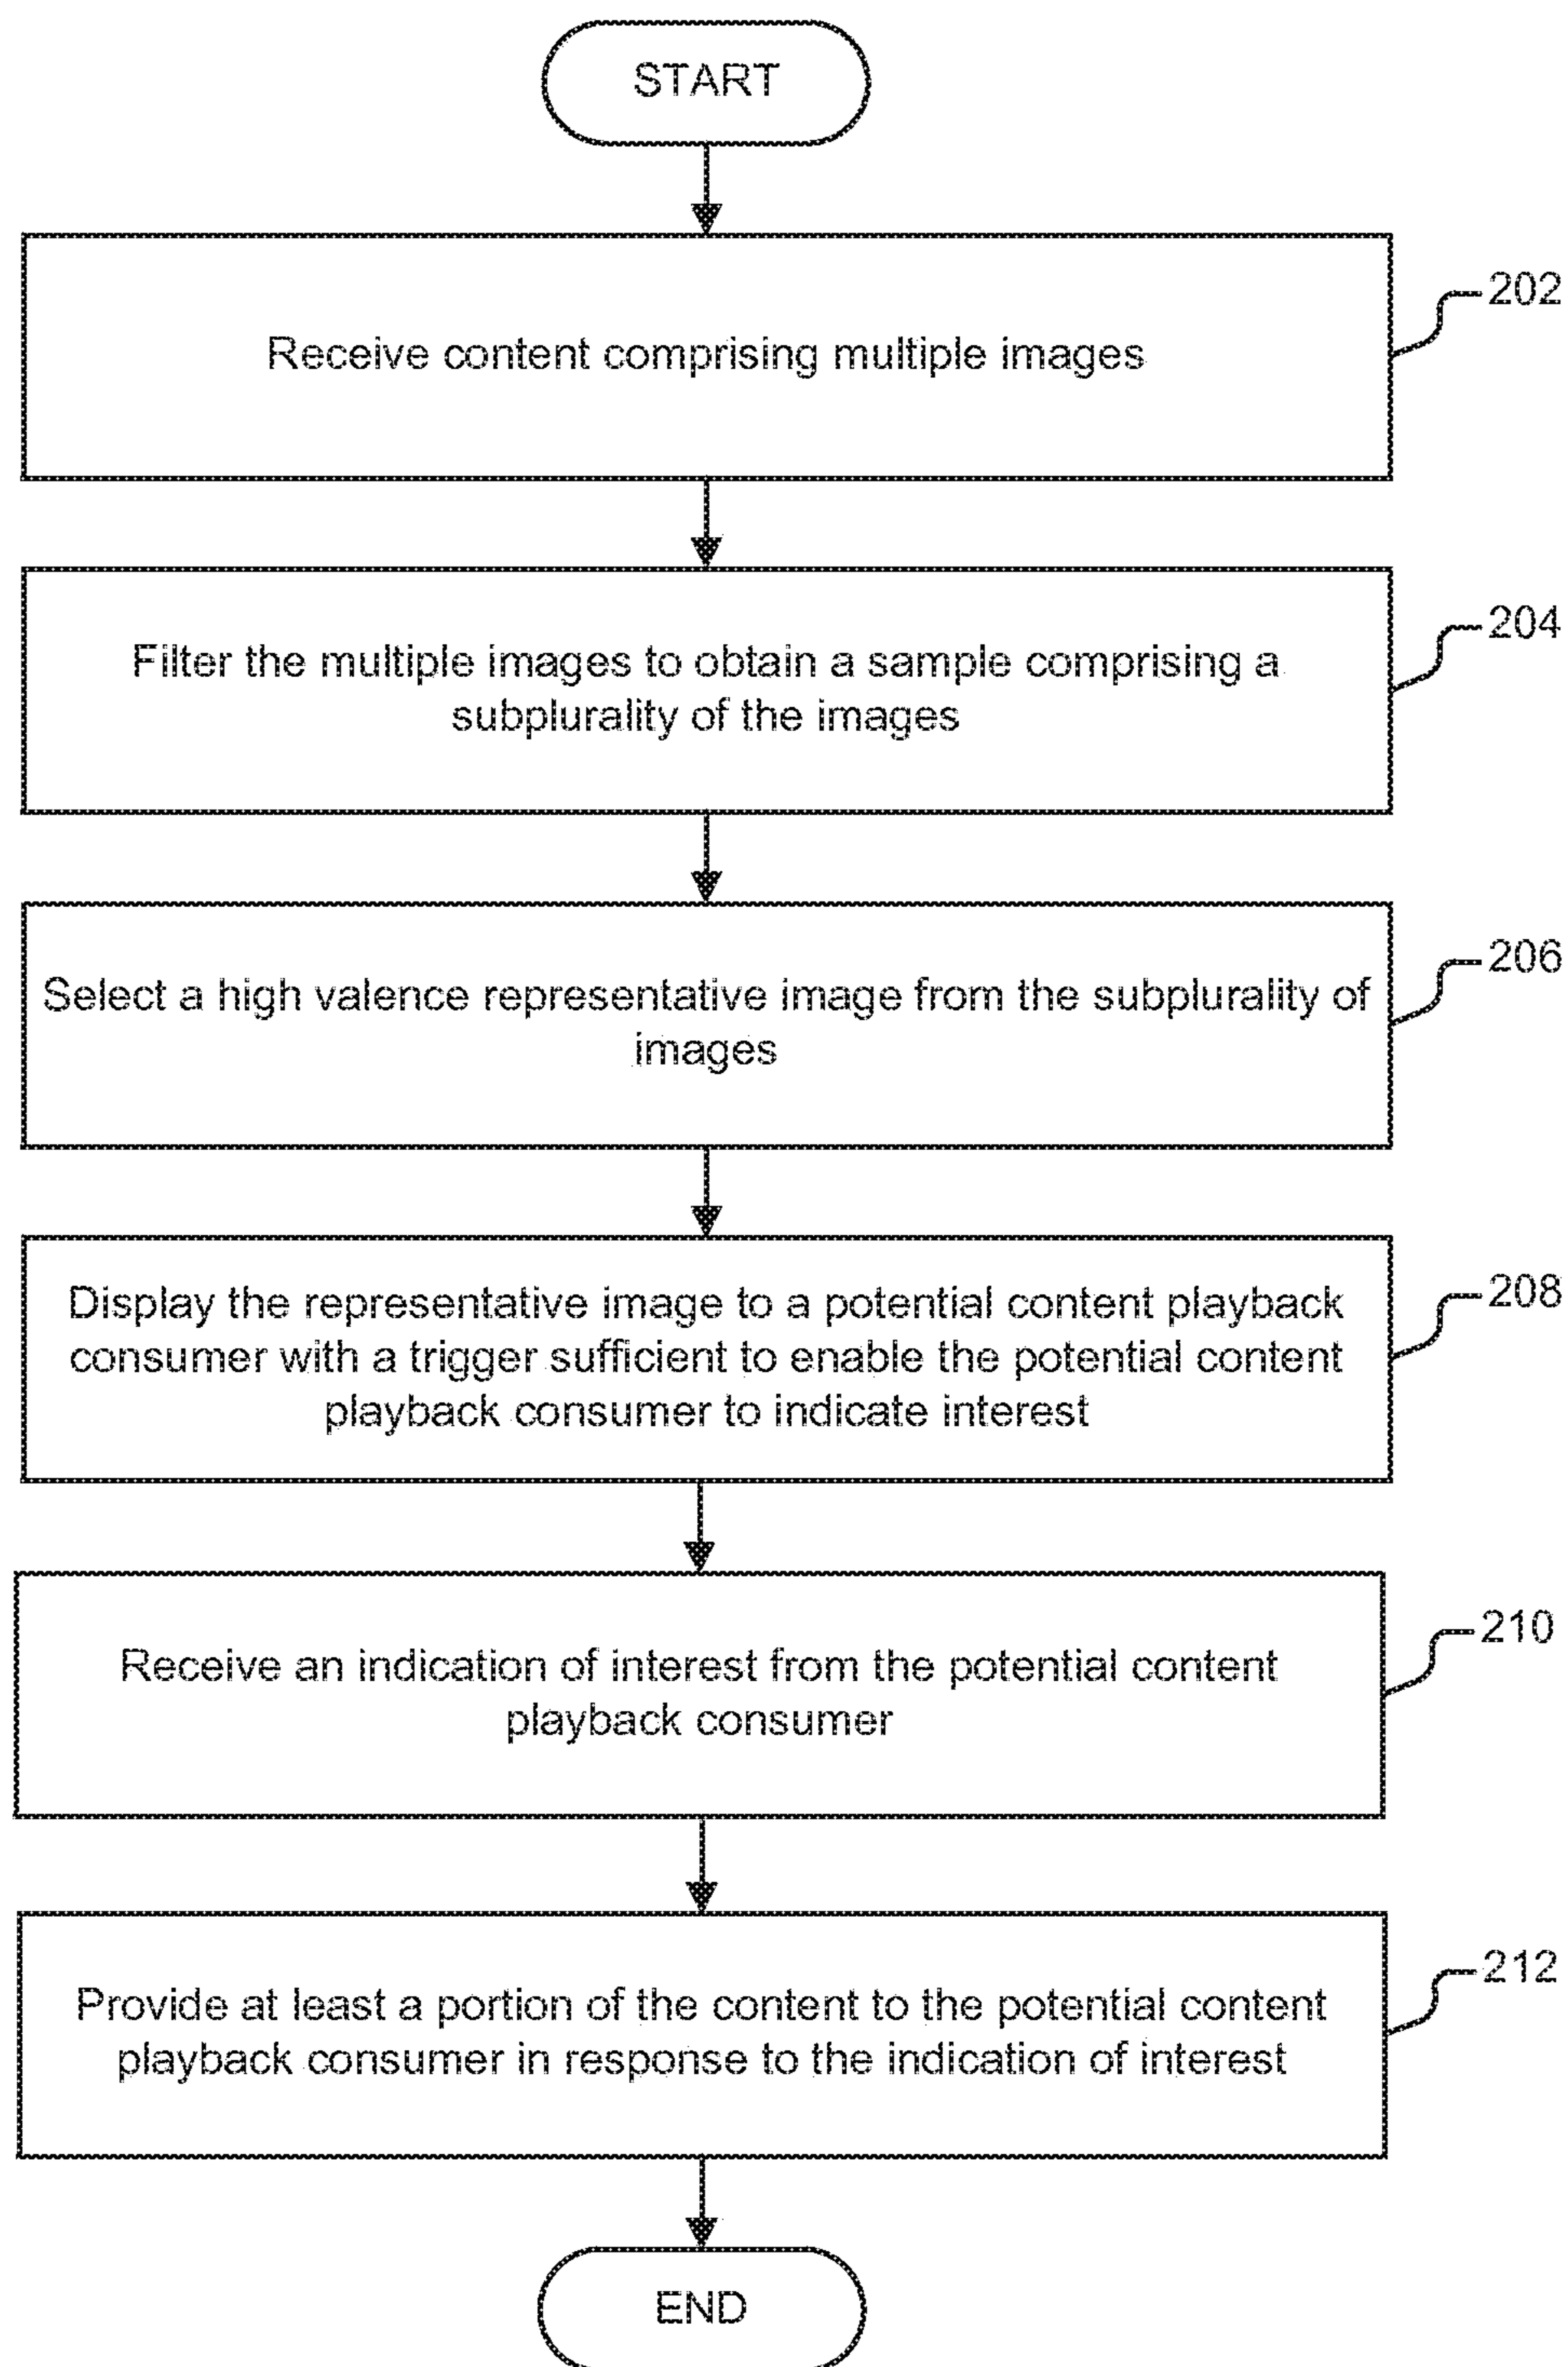 START
Receive content comprising multiple images
202
Filter the multiple images to obtain a sample comprising a
subplurality of the images
204
Select a high valence representative image from the subplurality of
images
206
Display the representative image to a potential content playback
consumer with a trigger sufficient to enable the potential content
playback consumer to indicate interest
208
Receive an indication of interest from the potential content
playback consumer
210
Provide at least a portion of the content to the potential content
playback consumer in response to the indication of interest
212
END